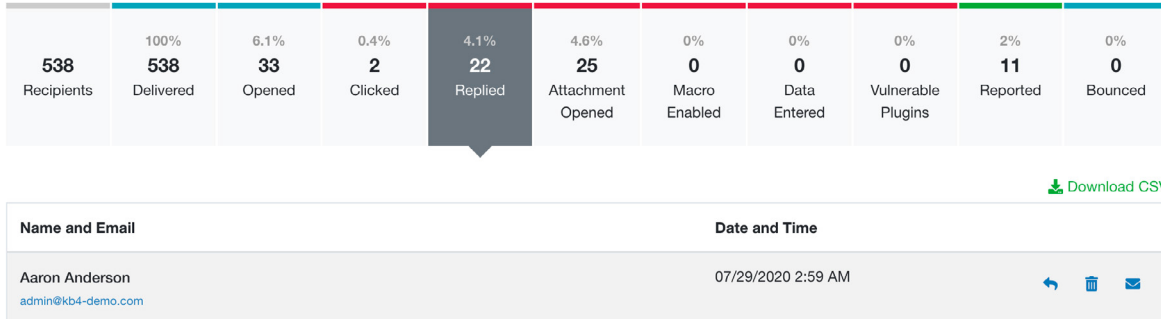 100% 6.1% 0.4% 4.1% 4.6% 0% 0% 0% 2% 0%
538 538 33 2 22 25 0 0 0 11 0
Recipients Delivered Opened Clicked Replied Attachment Macro Data Vulnerable Reported Bounced
Opened Enabled Entered Plugins
Download CSV
Name and Email Date and Time
Aaron Anderson 07/29/2020 2:59 AM
admin@kb4-demo.com